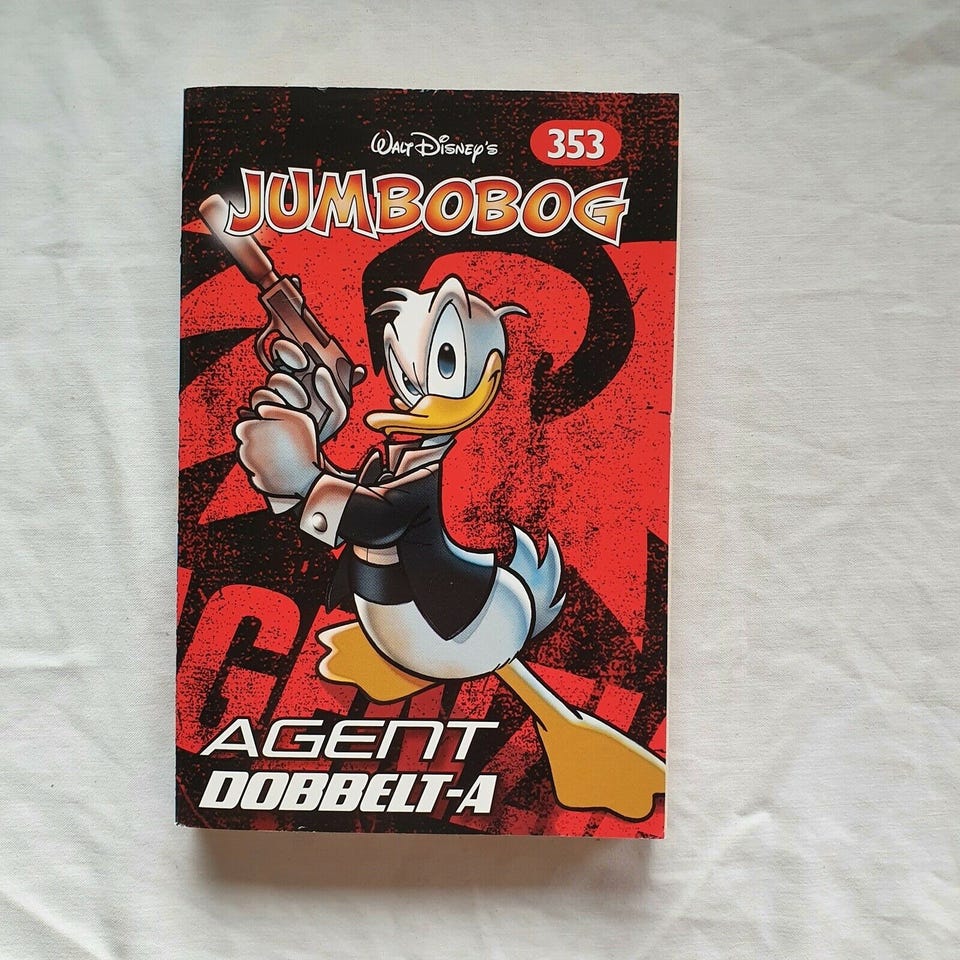 Walt Disney's
353
JUMBOBOG
AGENT
DOBBELT-A